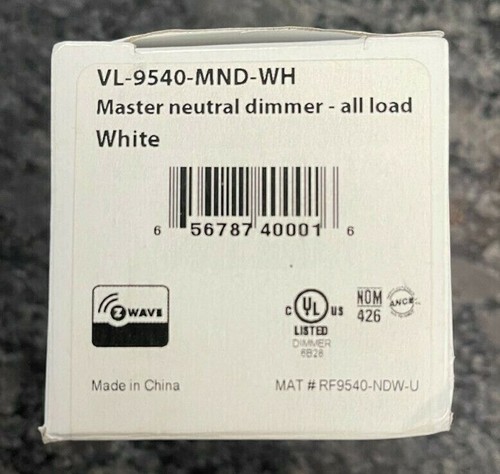 VL-9540-MND-WH
Master neutral dimmer - all load
White
6 56787 40001 6
Z WAVE
C UL US
LISTED
DIMMER
6B28
NOM
426
ANCE
Made in China
MAT # RF9540-NDW-U